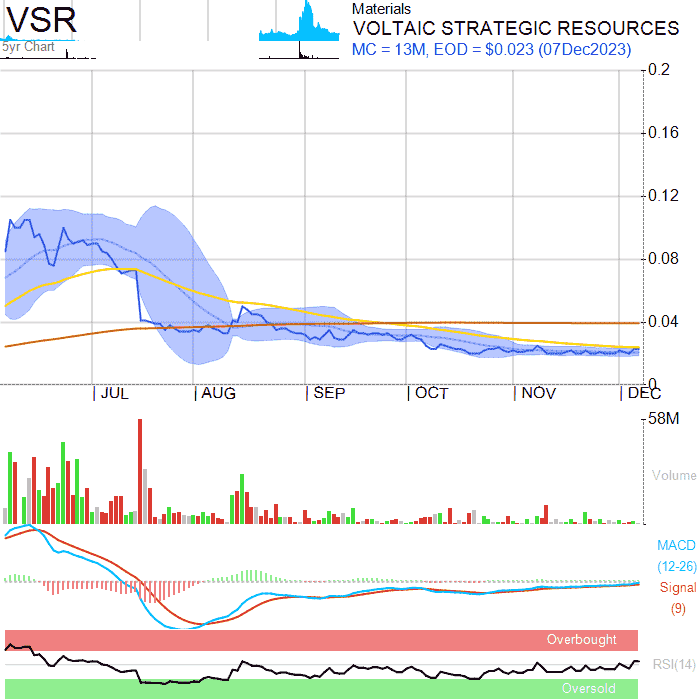 VSR
5yr Chart
Materials
VOLTAIC STRATEGIC RESOURCES
MC = 13M, EOD = $0.023 (07Dec2023)
0.2
0.16
0.12
0.08
0.04
0
JUL AUG SEP OCT NOV DEC
58M
Volume
MACD
(12-26)
Signal
(9)
Overbought
RSI(14)
Oversold